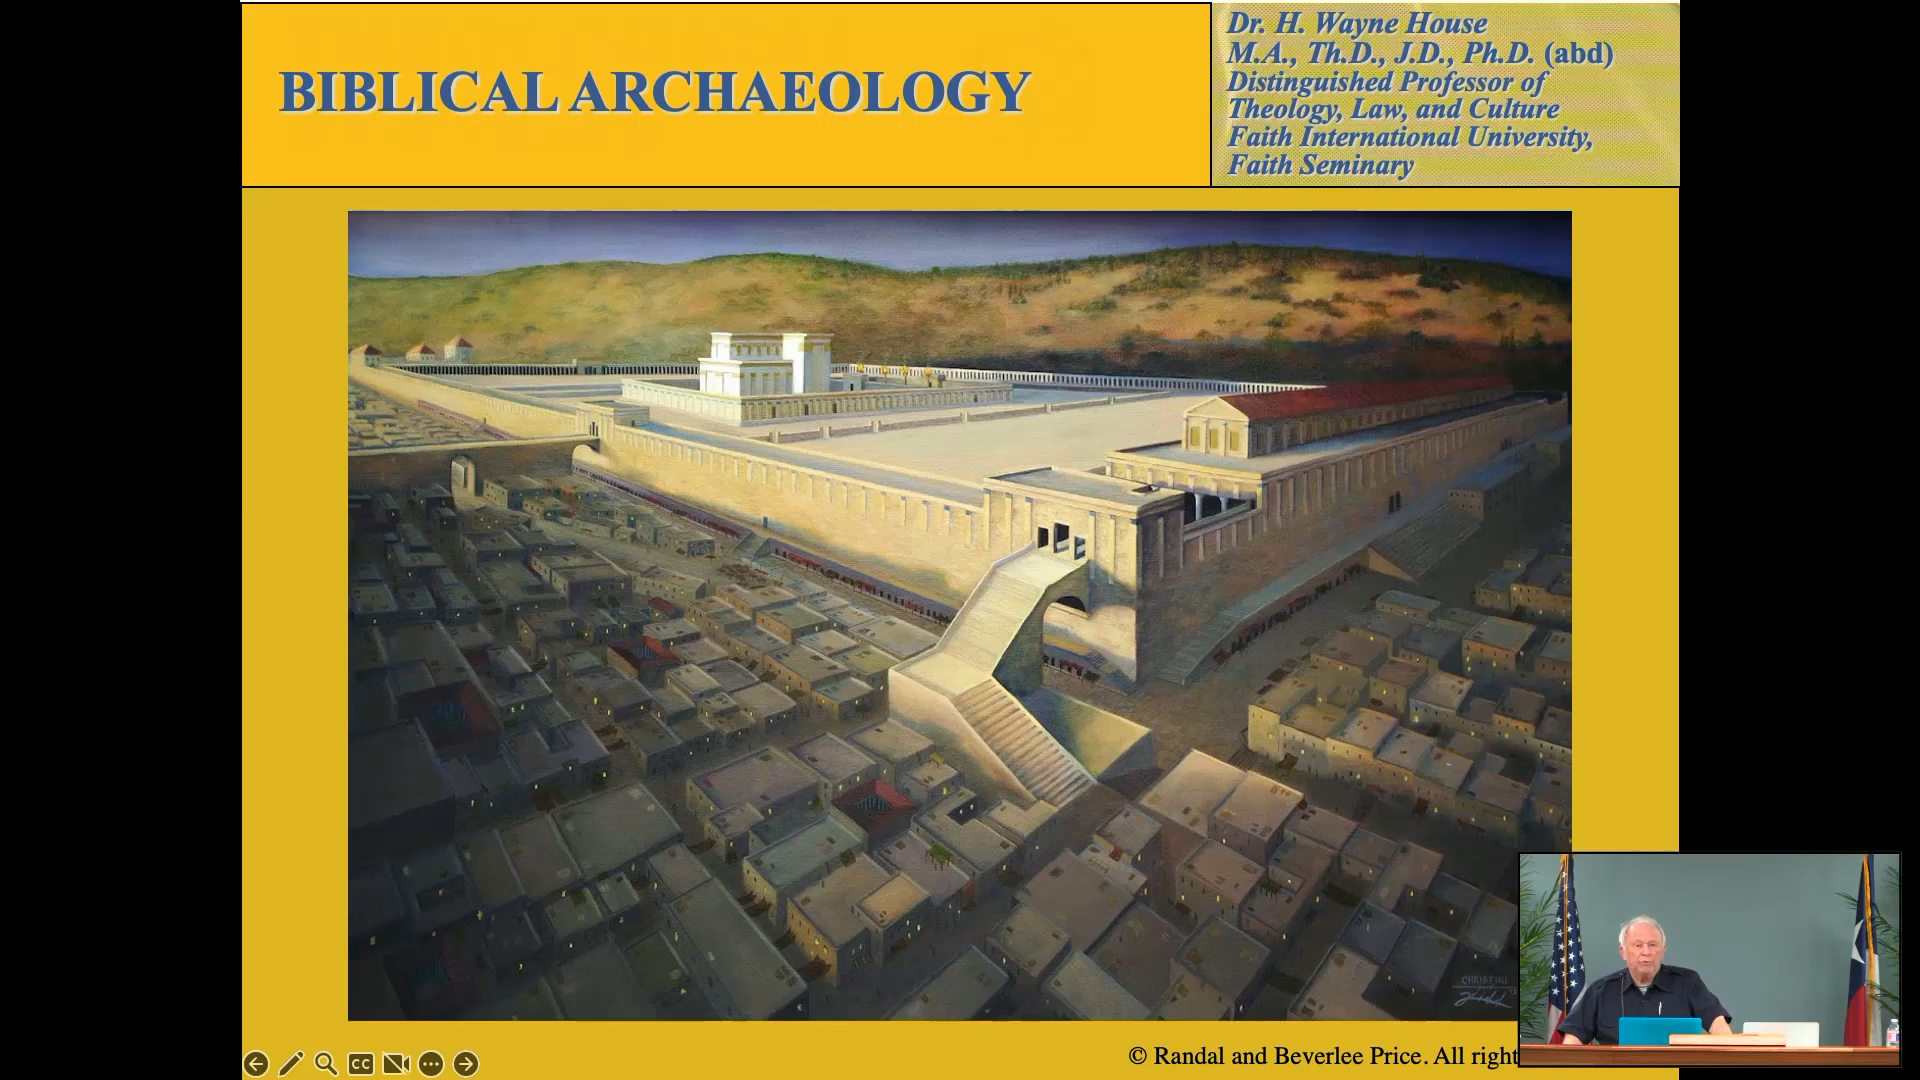 BIBLICAL ARCHAEOLOGY
Dr. H. Wayne House
M.A., Th.D., J.D., Ph.D. (abd)
Distinguished Professor of
Theology, Law, and Culture
Faith International University,
Faith Seminary
CC
© Randal and Beverlee Price. All right